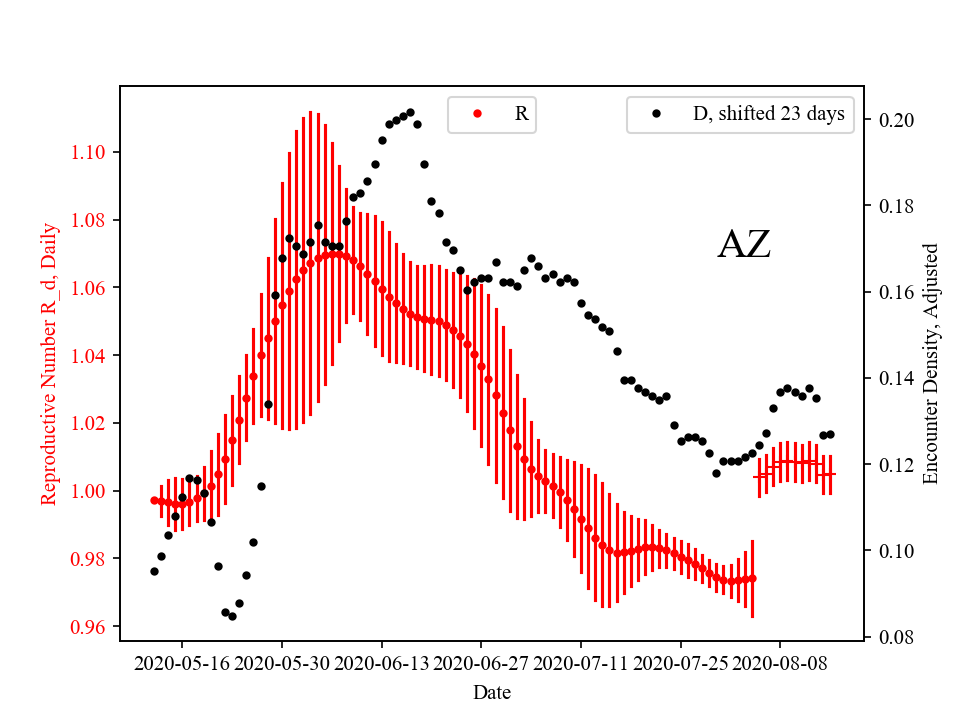 R
D, shifted 23 days
AZ
Reproductive Number R_d, Daily
1.10
1.08
1.06
1.04
1.02
1.00
0.98
0.96
Encounter Density, Adjusted
0.20
0.18
0.16
0.14
0.12
0.10
0.08
2020-05-16 2020-05-30 2020-06-13 2020-06-27 2020-07-11 2020-07-25 2020-08-08
Date